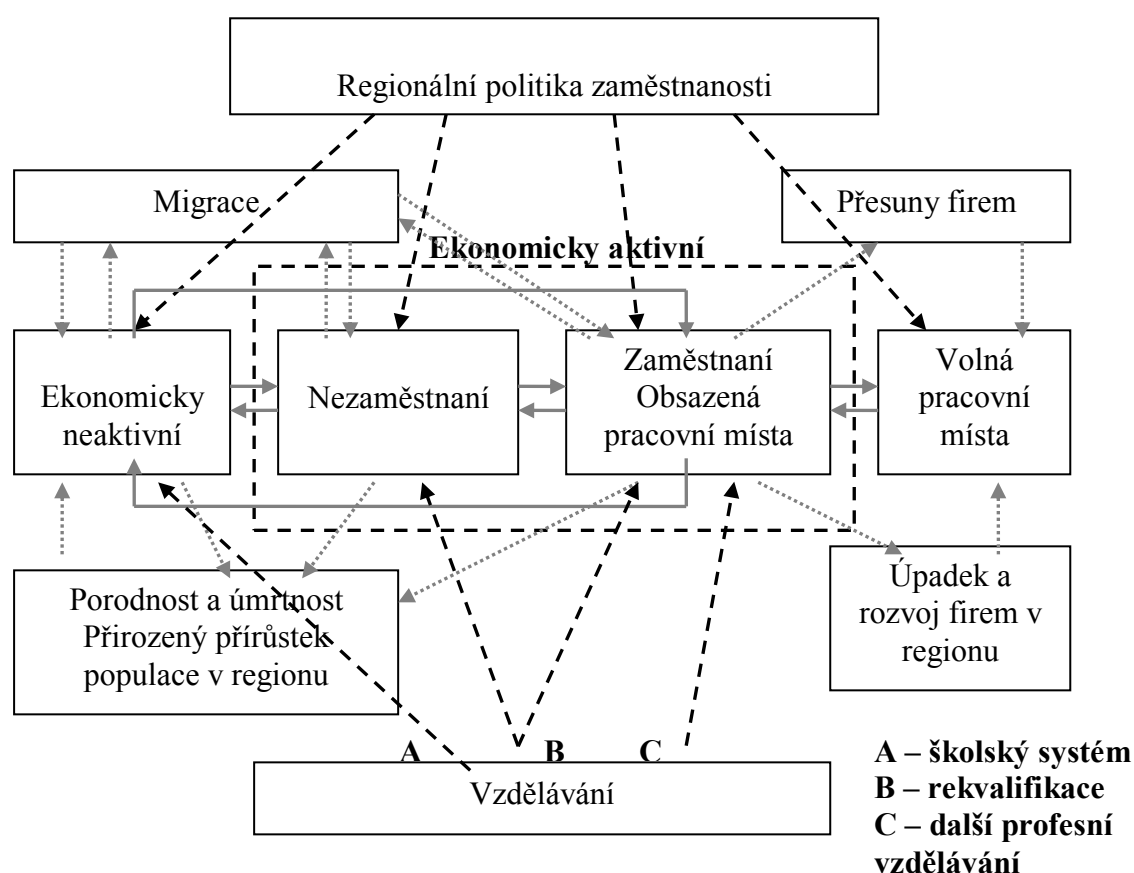 Regionální politika zaměstnanosti
Migrace
Přesuny firem
Ekonomicky aktivní
Ekonomicky
neaktivní
Nezaměstnaní
Zaměstnaní
Obsazená
pracovní místa
Volná
pracovní
místa
Porodnost a úmrtnost
Přirozený přírůstek
populace v regionu
Úpadek a
rozvoj firem v
regionu
A
B
C
Vzdělávání
A – školský systém
B – rekvalifikace
C – další profesní
vzdělávání